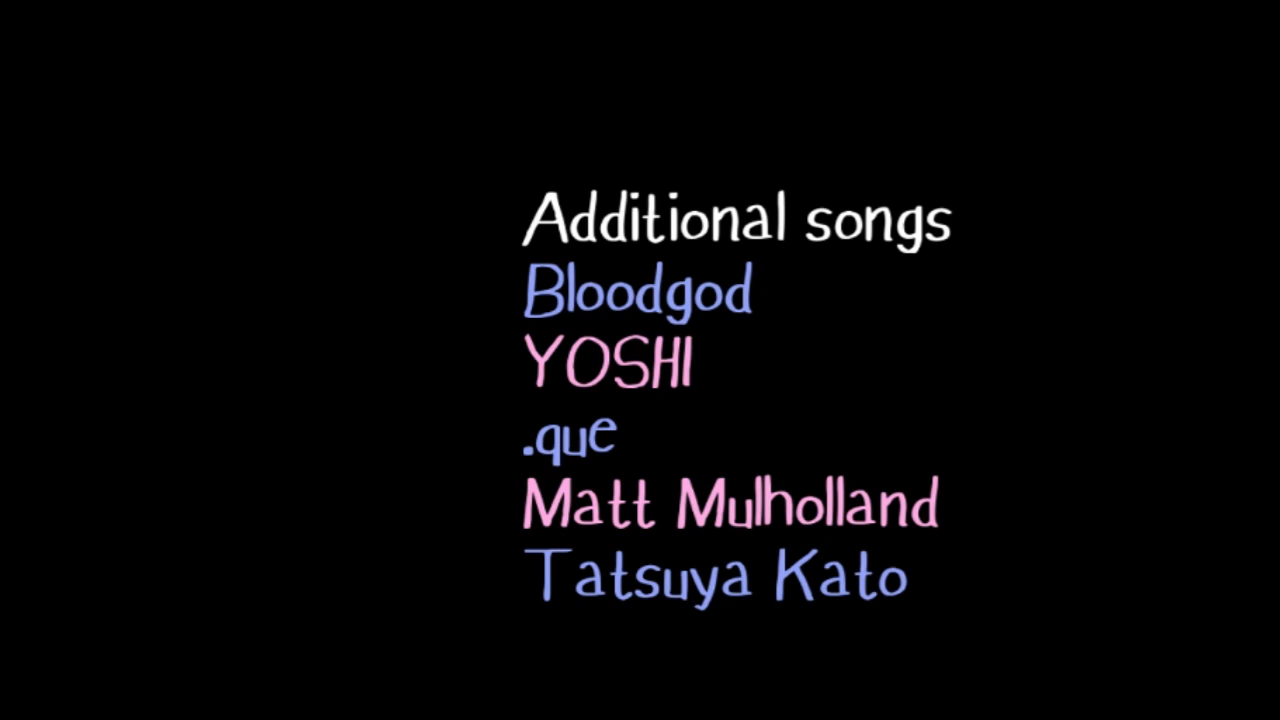 Additional songs
Bloodgod
YOSHI
.que
Matt Mulholland
Tatsuya Kato